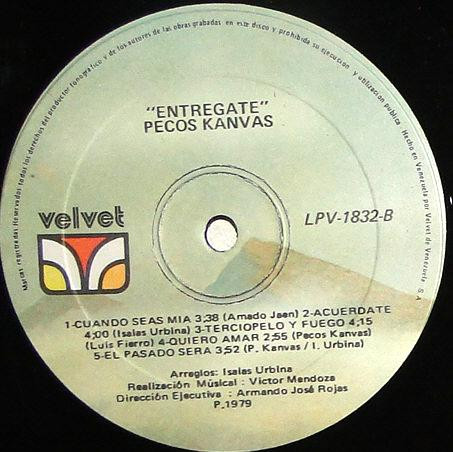 Marcas registradas Reservados todos los derechos del productor fonografico y de los autores de las obras grabadas en este disco y prohibida su ejecucion y utilizacion publica Hecho en Venezuela por Velvet de Venezuela S.A
"ENTREGATE"
PECOS KANVAS
velvet
LPV-1832-B
1-CUANDO SEAS MIA 3;38 (Amado Jaen) 2-ACUERDATE
4;00 (Isaias Urbina) 3-TERCIOPELO Y FUEGO 4;15
(Luis Fierro) 4-QUIERO AMAR 2;55 (Pecos Kanvas)
5-EL PASADO SERA 3;52 (P. Kanvas / I. Urbina)
Arreglos: Isaias Urbina
Realización Músical : Victor Mendoza
Dirección Ejecutiva : Armando José Rojas
P.1979